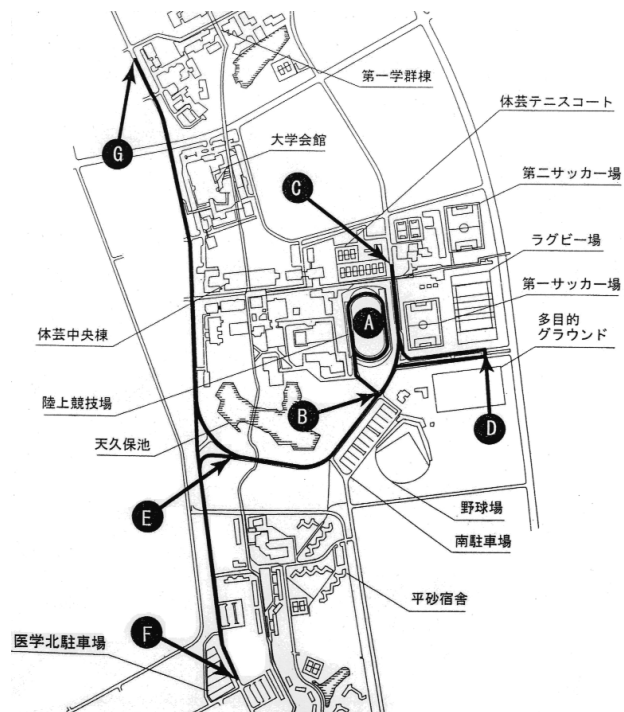 第一学群棟
G
体芸テニスコート
大学会館
C
第二サッカー場
ラグビー場
A
第一サッカー場
体芸中央棟
多目的
グラウンド
陸上競技場
B
D
天久保池
E
野球場
南駐車場
平砂宿舎
F
医学北駐車場